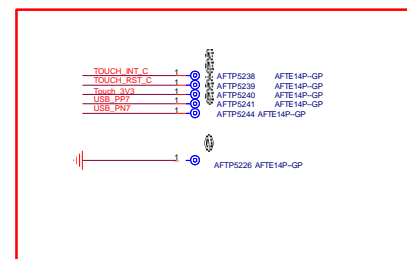 TOUCH_INT_C 1 AFTP5238 AFTE14P-GP
TOUCH_RST_C 1 AFTP5239 AFTE14P-GP
Touch_3V3 1 AFTP5240 AFTE14P-GP
USB_PP7 1 AFTP5241 AFTE14P-GP
USB_PN7 1 AFTP5244 AFTE14P-GP
1 AFTP5226 AFTE14P-GP